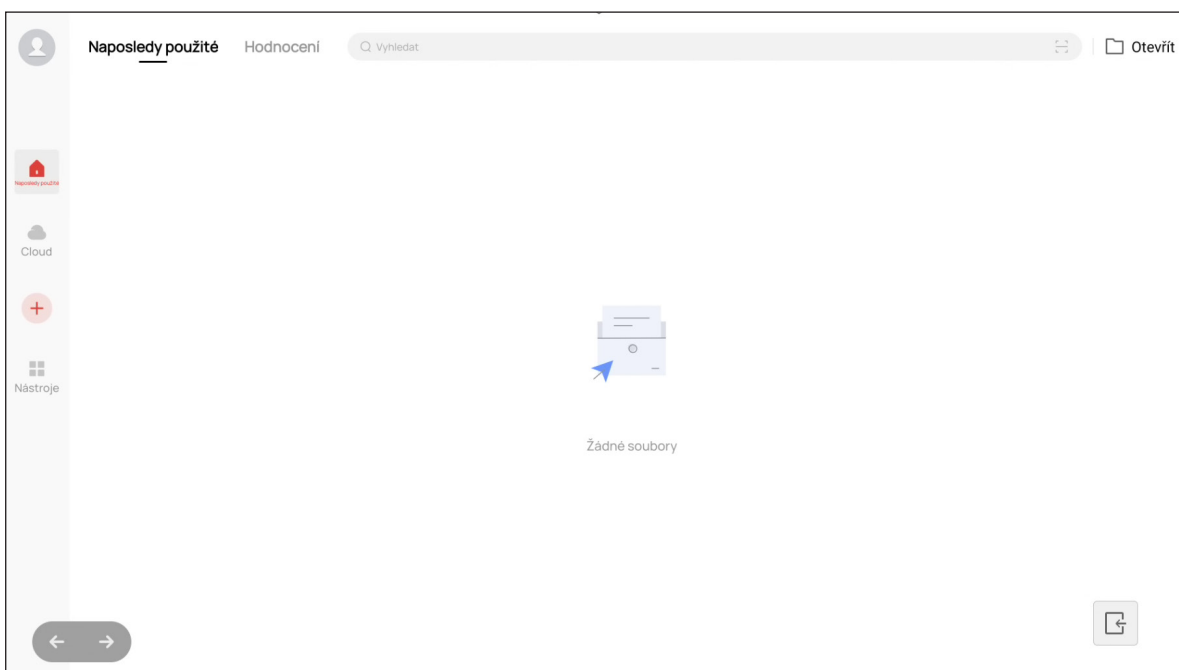 Naposledy použité
Hodnocení
Vyhledat
Otevřít
Naposledy použité
Cloud
Nástroje
Žádné soubory